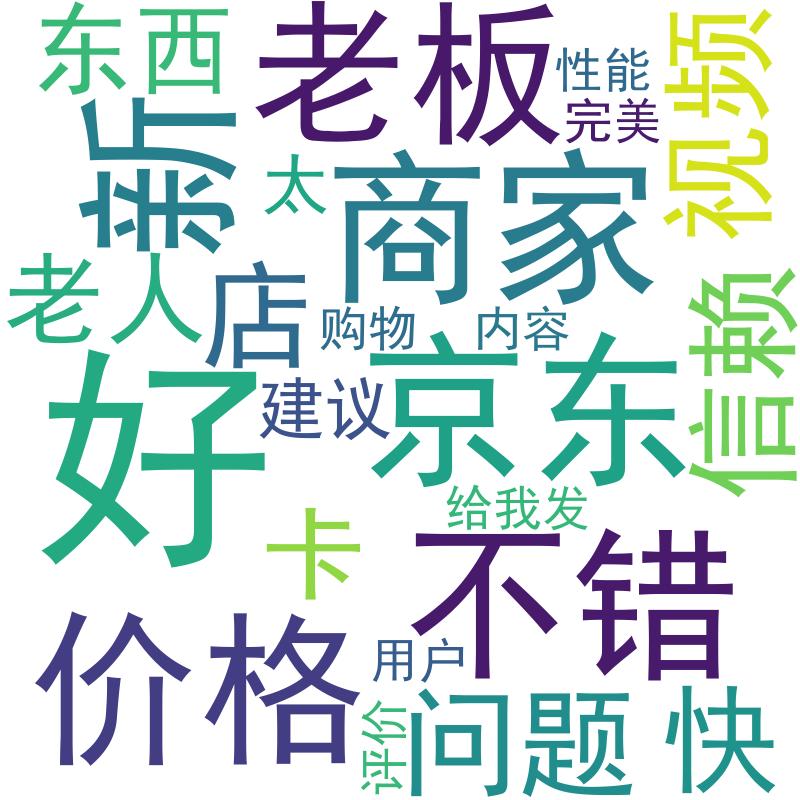 东西
老板
性能
完美
视频
新
太
商家
老人
店
购物
内容
信赖
好
建议
京东
给我发
卡
不错
价格
用户
评价
问题
快